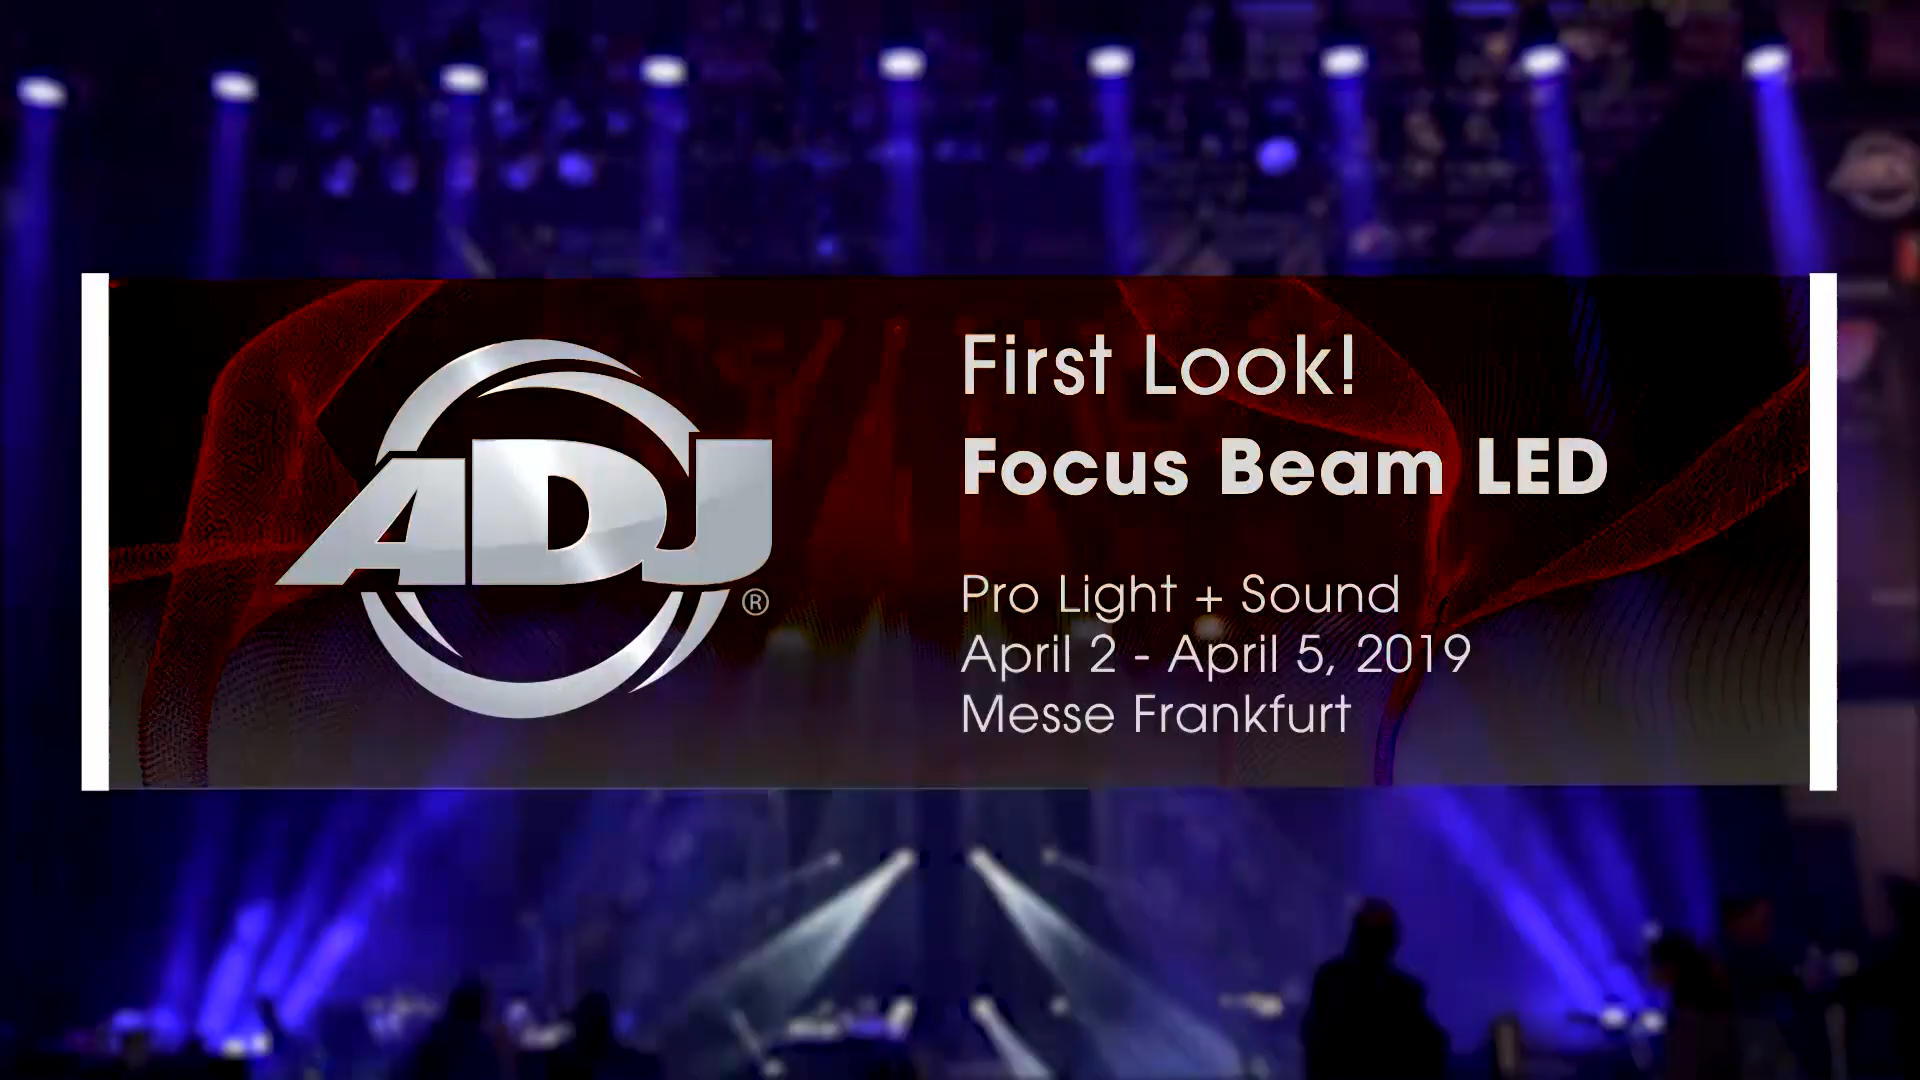 ADJ®
First Look!
Focus Beam LED
Pro Light + Sound
April 2 - April 5, 2019
Messe Frankfurt